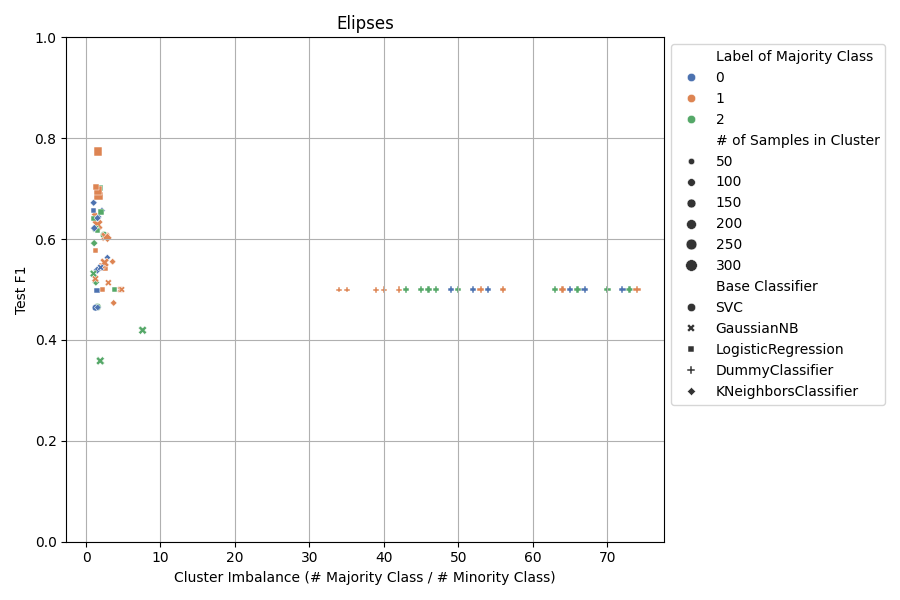 Elipses
1.0
0.8
0.6
0.4
0.2
0.0
Test F1
0 10 20 30 40 50 60 70
Cluster Imbalance (# Majority Class / # Minority Class)
Label of Majority Class
0
1
2
# of Samples in Cluster
50
100
150
200
250
300
Base Classifier
SVC
GaussianNB
LogisticRegression
DummyClassifier
KNeighborsClassifier